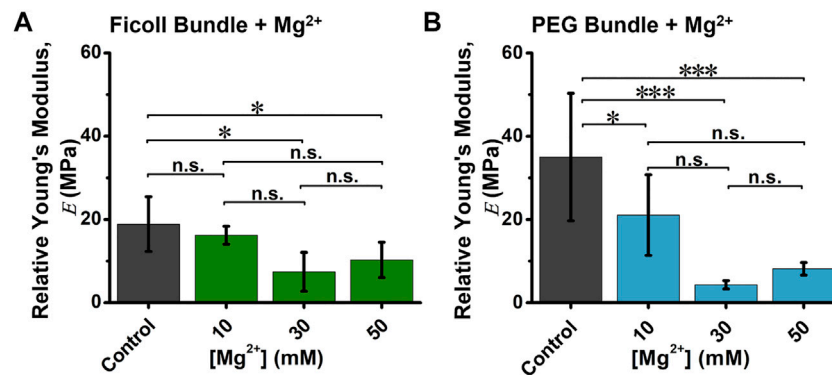 A
Ficoll Bundle + Mg²⁺
Relative Young's Modulus,
E (MPa)
60
40
20
0
*
*
n.s.
n.s.
n.s.
n.s.
Control
10
30
50
[Mg²⁺] (mM)
B
PEG Bundle + Mg²⁺
Relative Young's Modulus,
E (MPa)
60
40
20
0
***
***
*
n.s.
n.s.
n.s.
Control
10
30
50
[Mg²⁺] (mM)